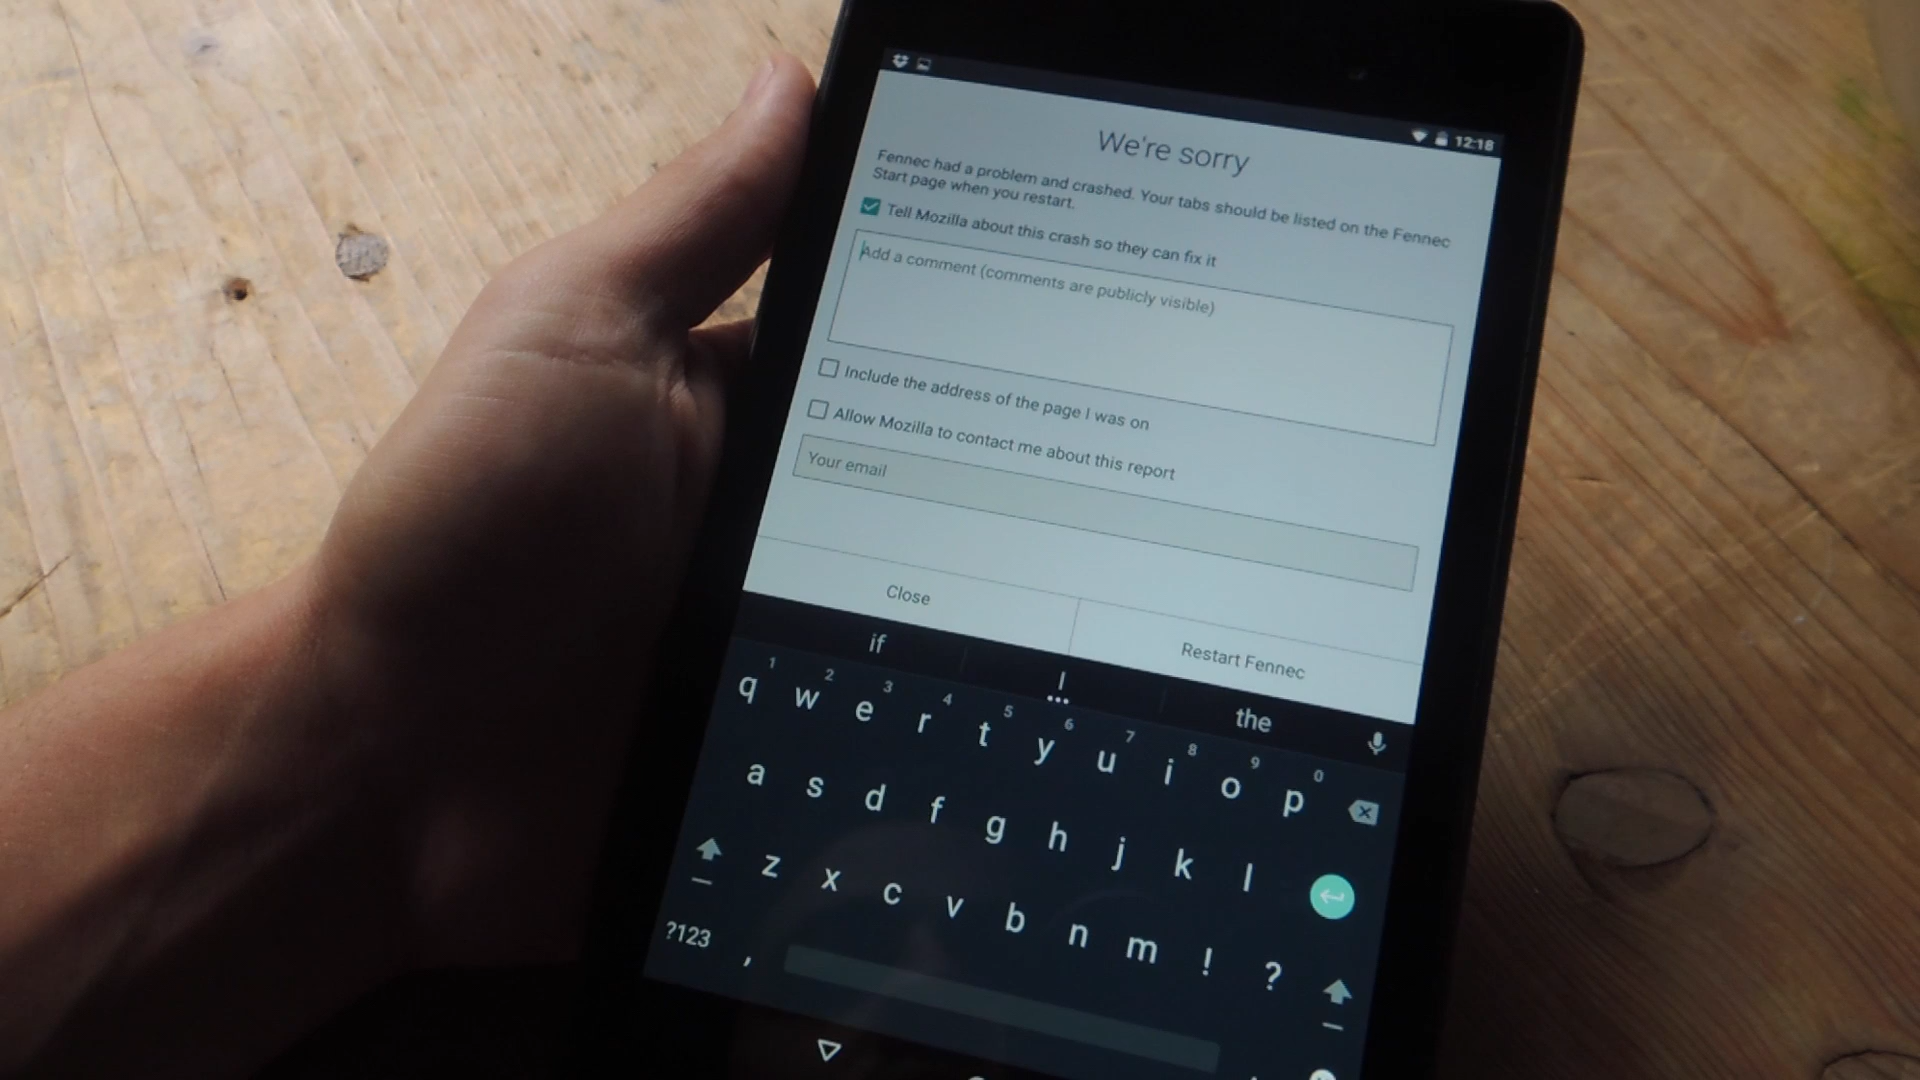 12:18
We're sorry
Fennec had a problem and crashed. Your tabs should be listed on the Fennec
Start page when you restart.
Tell Mozilla about this crash so they can fix it
Add a comment (comments are publicly visible)
Include the address of the page I was on
Allow Mozilla to contact me about this report
Your email
Close
Restart Fennec
if
I
the
1 2 3 4 5 6 7 8 9 0
q w e r t y u i o p
a s d f g h j k l
z x c v b n m ! ?
?123 ,